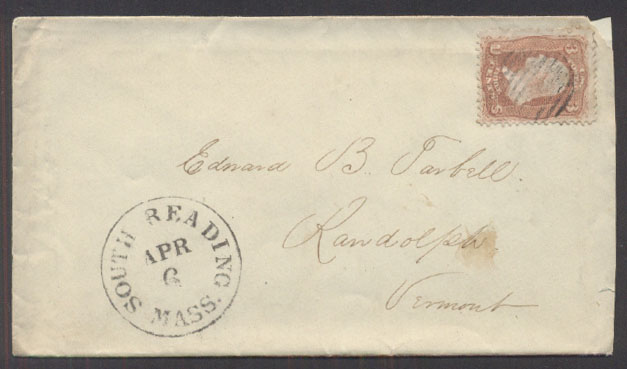 Edward B. Tarbell.
Randolph
Vermont
SOUTH READING
MASS.
APR
6